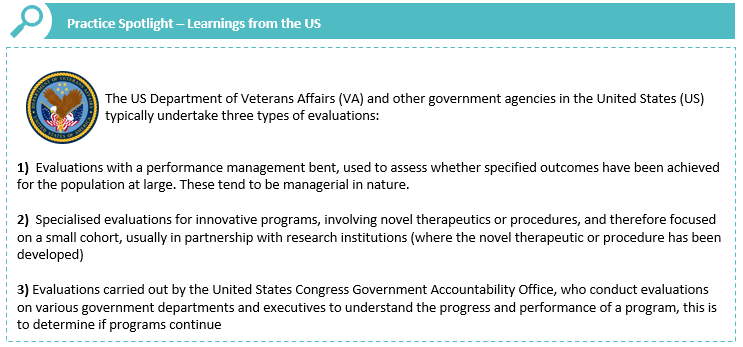 Practice Spotlight – Learnings from the US
The US Department of Veterans Affairs (VA) and other government agencies in the United States (US)
typically undertake three types of evaluations:
1) Evaluations with a performance management bent, used to assess whether specified outcomes have been achieved
for the population at large. These tend to be managerial in nature.
2) Specialised evaluations for innovative programs, involving novel therapeutics or procedures, and therefore focused
on a small cohort, usually in partnership with research institutions (where the novel therapeutic or procedure has been
developed)
3) Evaluations carried out by the United States Congress Government Accountability Office, who conduct evaluations
on various government departments and executives to understand the progress and performance of a program, this is
to determine if programs continue